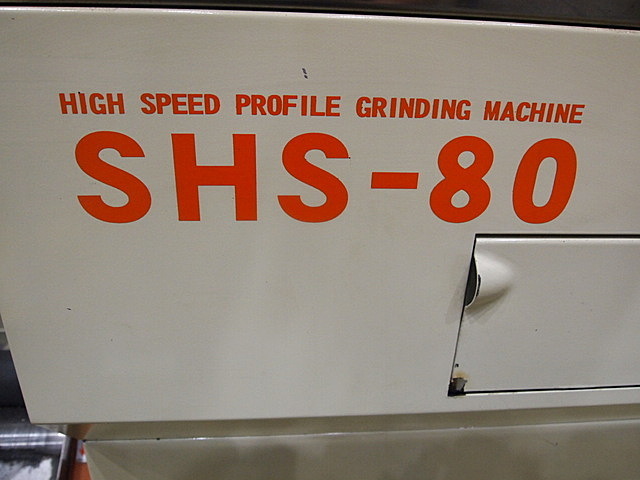 HIGH SPEED PROFILE GRINDING MACHINE
SHS-80